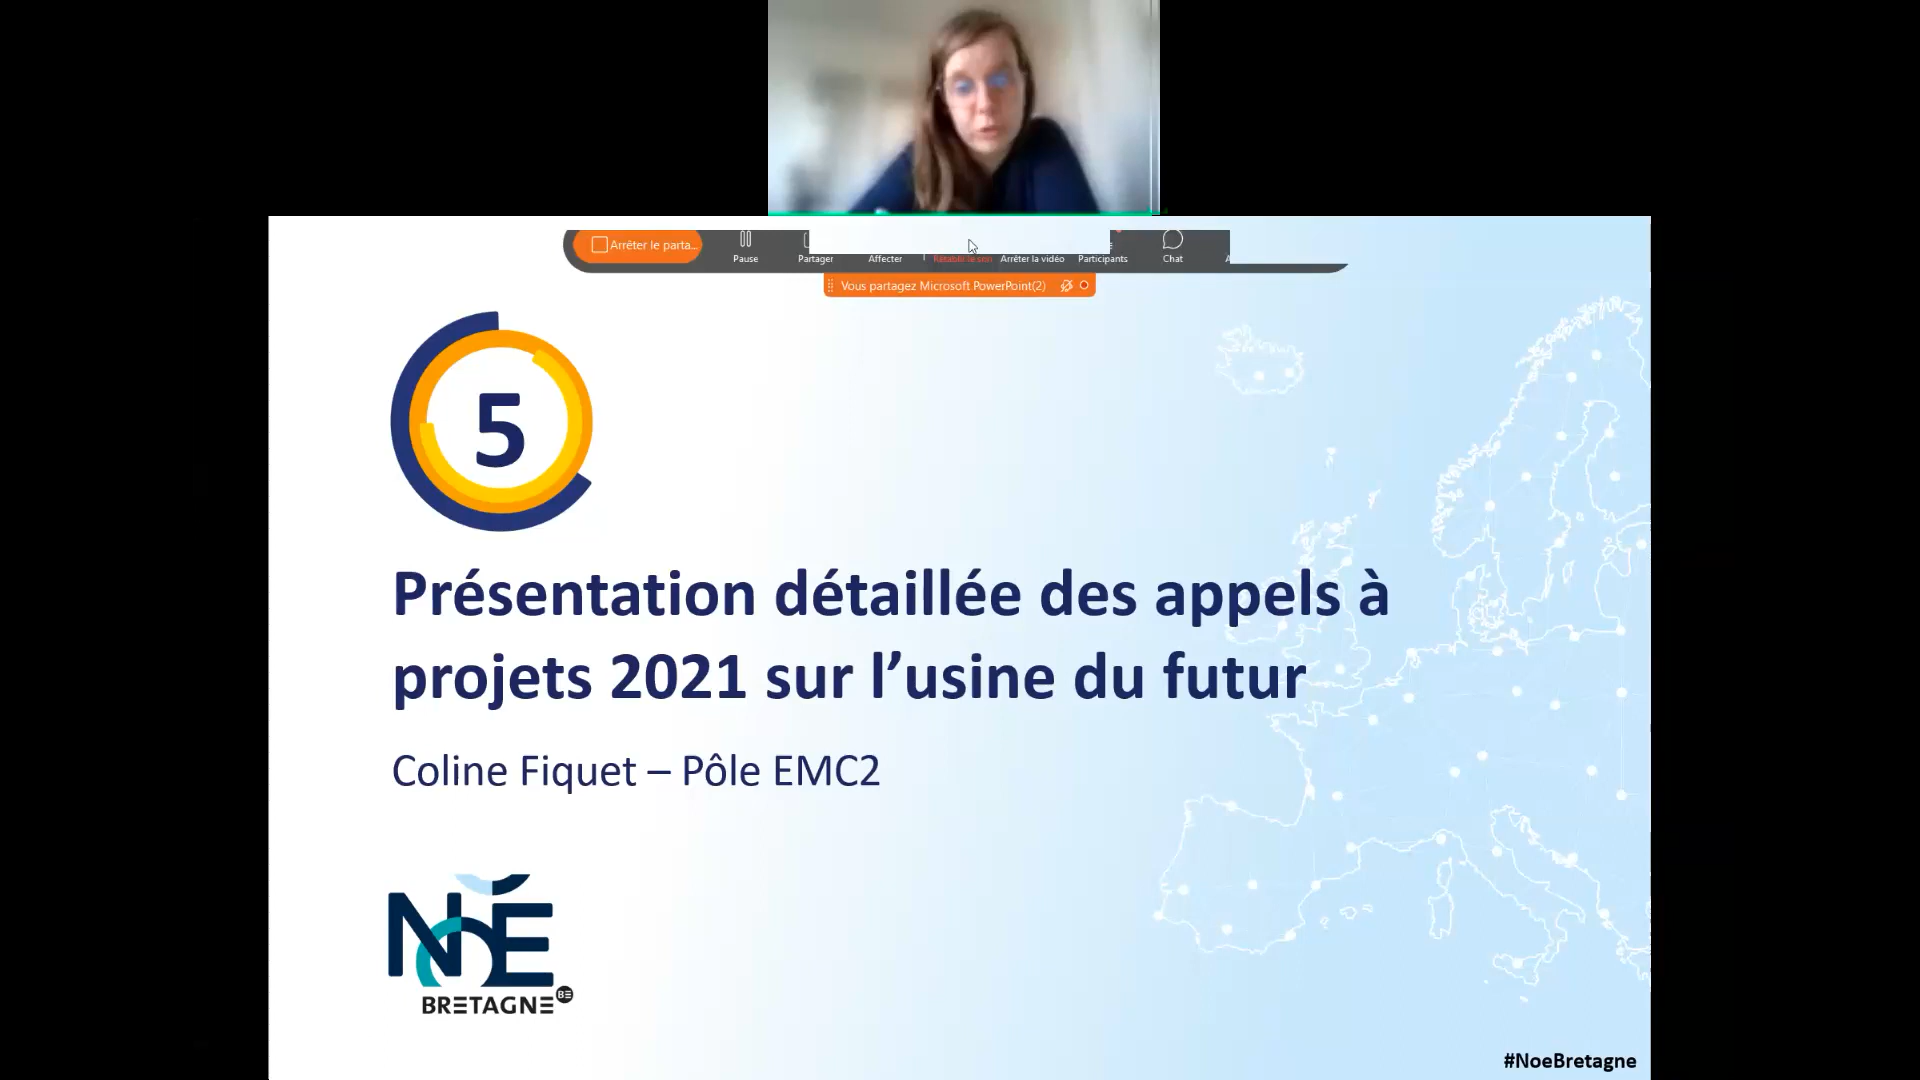 Arrêter le parta...
Pause
Partager
Affecter
Rétablir le son
Arrêter la vidéo
Participants
Chat
Vous partagez Microsoft PowerPoint(2)
5
Présentation détaillée des appels à
projets 2021 sur l’usine du futur
Coline Fiquet – Pôle EMC2
NOÉ
BRETAGNE
#NoeBretagne